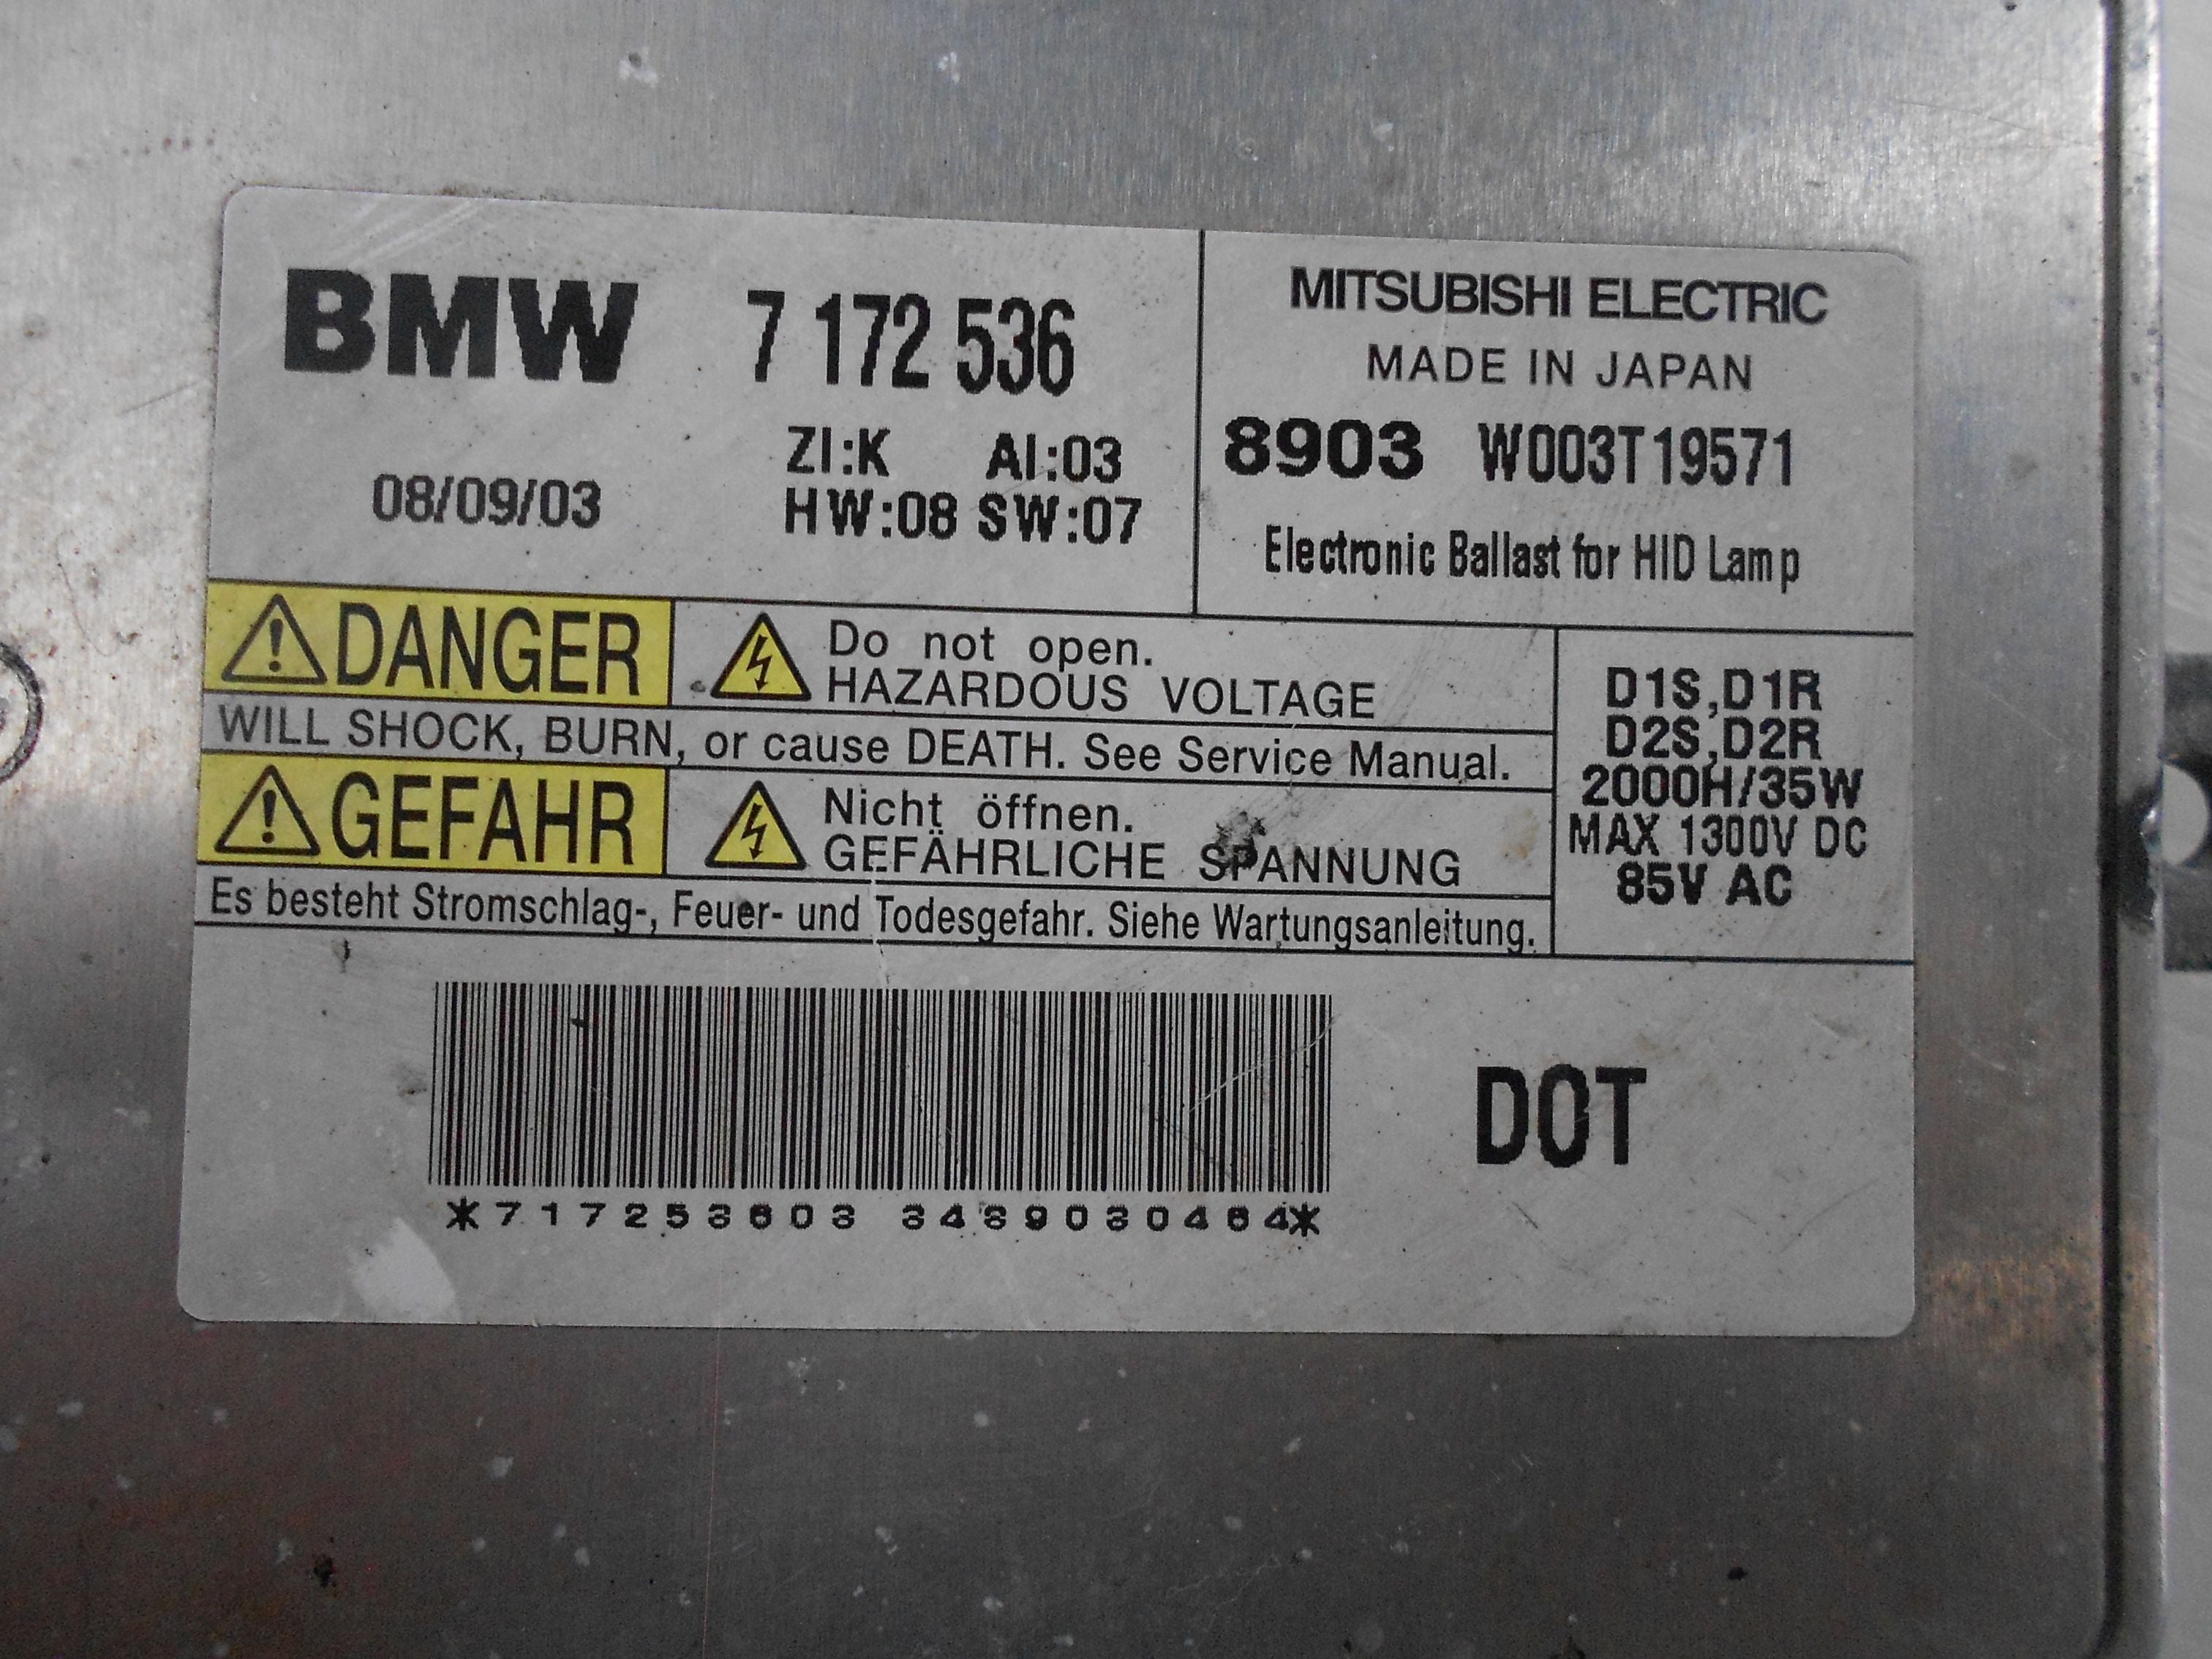 BMW 7 172 536
08/09/03
ZI:K AI:03
HW:08 SW:07
MITSUBISHI ELECTRIC
MADE IN JAPAN
8903 W003T19571
Electronic Ballast for HID Lamp
DANGER
Do not open.
HAZARDOUS VOLTAGE
WILL SHOCK, BURN, or cause DEATH. See Service Manual.
GEFAHR
Nicht öffnen.
GEFÄHRLICHE SPANNUNG
Es besteht Stromschlag-, Feuer- und Todesgefahr. Siehe Wartungsanleitung.
D1S,D1R
D2S,D2R
2000H/35W
MAX 1300V DC
85V AC
DOT